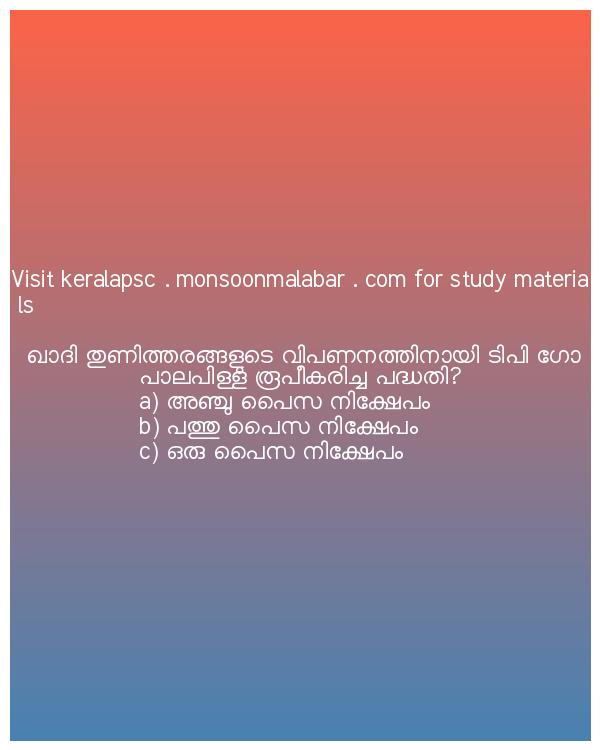 Visit keralapsc . monsoonmalabar . com for study materia
ls
ഖാദി തുണിത്തരങ്ങളുടെ വിപണനത്തിനായി ടിപി ഗോ
പാലപിള്ള രൂപീകരിച്ച പദ്ധതി?
a) അഞ്ചു പൈസ നിക്ഷേപം
b) പത്തു പൈസ നിക്ഷേപം
c) ഒരു പൈസ നിക്ഷേപം